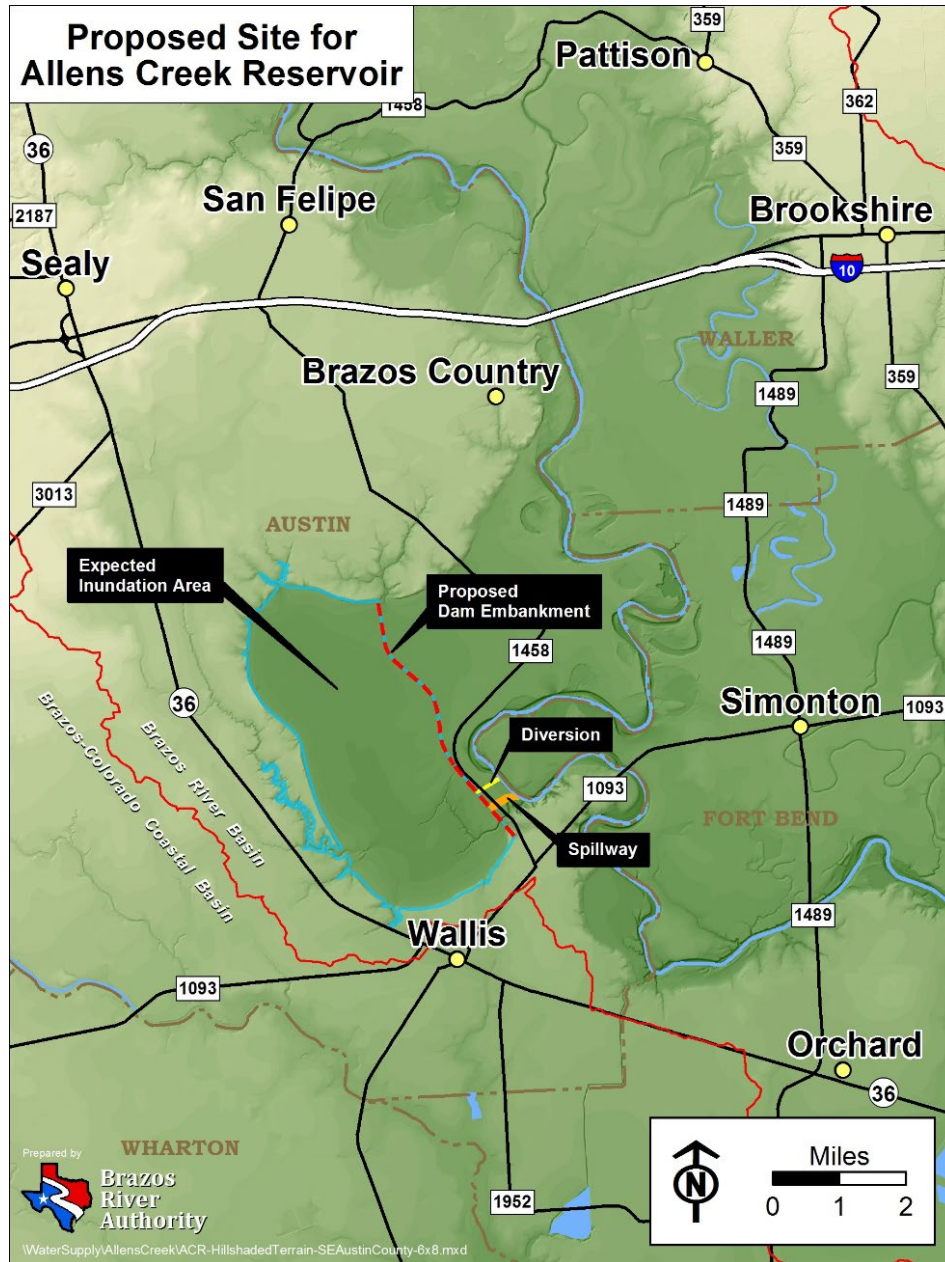 Proposed Site for
Allens Creek Reservoir
Pattison
359
1458
362
36
359
San Felipe
2187
Brookshire
Sealy
10
WALLER
Brazos Country
359
1489
3013
1489
AUSTIN
Expected
Inundation Area
Proposed
Dam Embankment
1458
1489
36
Simonton
1093
Brazos River Basin
Brazos-Colorado Coastal Basin
Diversion
1093
FORT BEND
Spillway
1489
Wallis
1093
Orchard
36
WHARTON
1952
Miles
N
0 1 2
Prepared by
Brazos
River
Authority
\WaterSupply\AllensCreek\ACR-HillshadedTerrain-SEAustinCounty-6x8.mxd